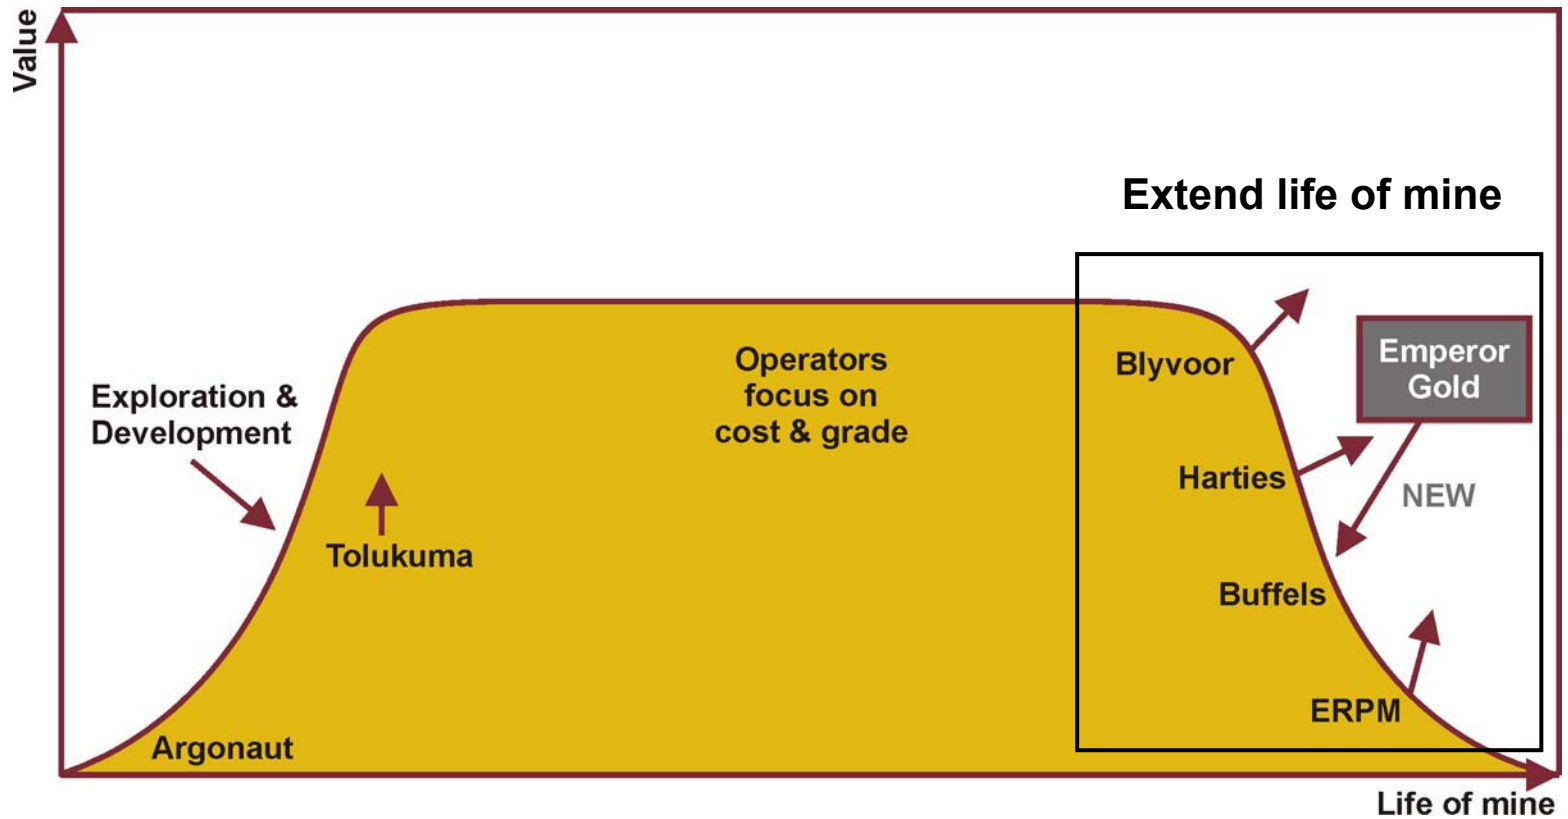 Value
Extend life of mine
Exploration &
Development
Operators
focus on
cost & grade
Blyvoor
Emperor
Gold
Harties
NEW
Tolukuma
Buffels
ERPM
Argonaut
Life of mine